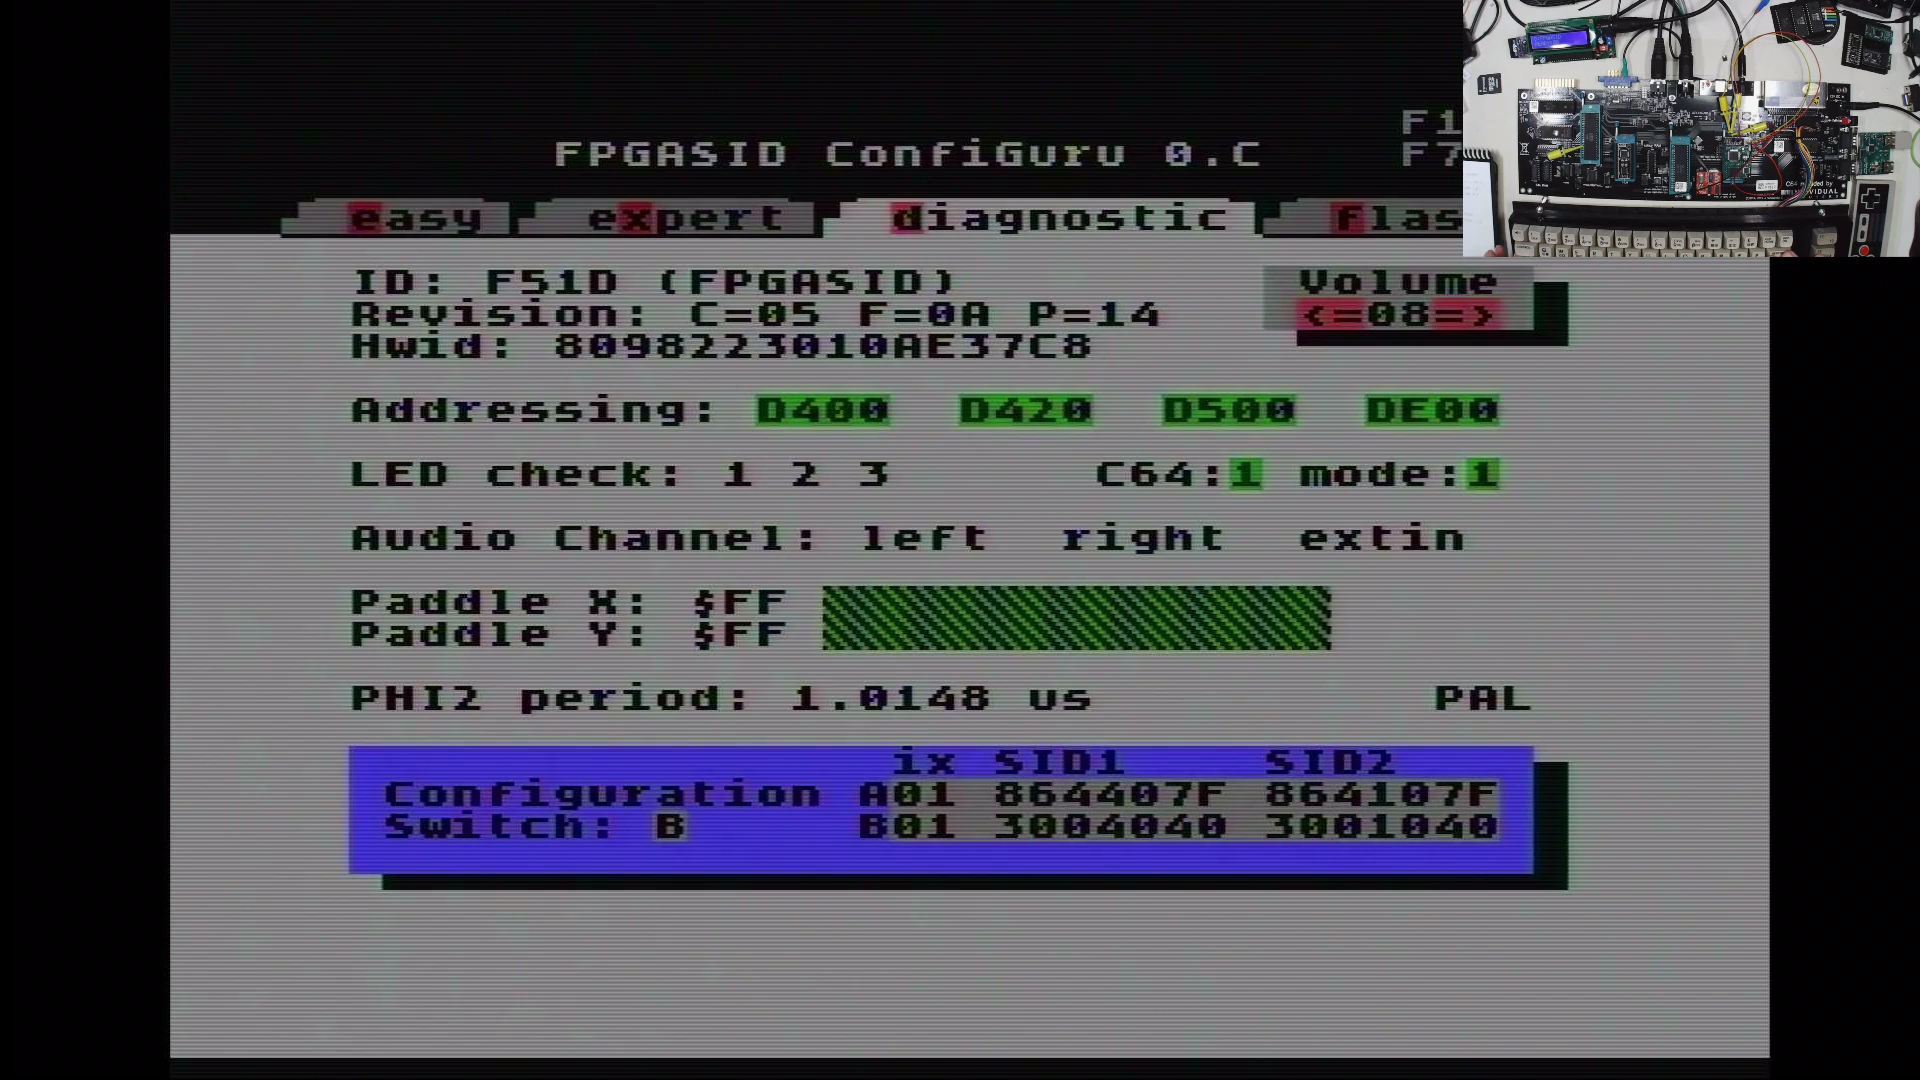 F1
FPGASID ConfiGuru 0.C F7
easy expert diagnostic flas
ID: F51D (FPGASID) Volume
Revision: C=05 F=0A P=14 <=08=>
Hwid: 8098223010AE37C8
Addressing: D400 D420 D500 DE00
LED check: 1 2 3 C64:1 mode:1
Audio Channel: left right extin
Paddle X: $FF
Paddle Y: $FF
PHI2 period: 1.0148 us PAL
ix SID1 SID2
Configuration A01 864407F 864107F
Switch: B B01 3004040 3001040